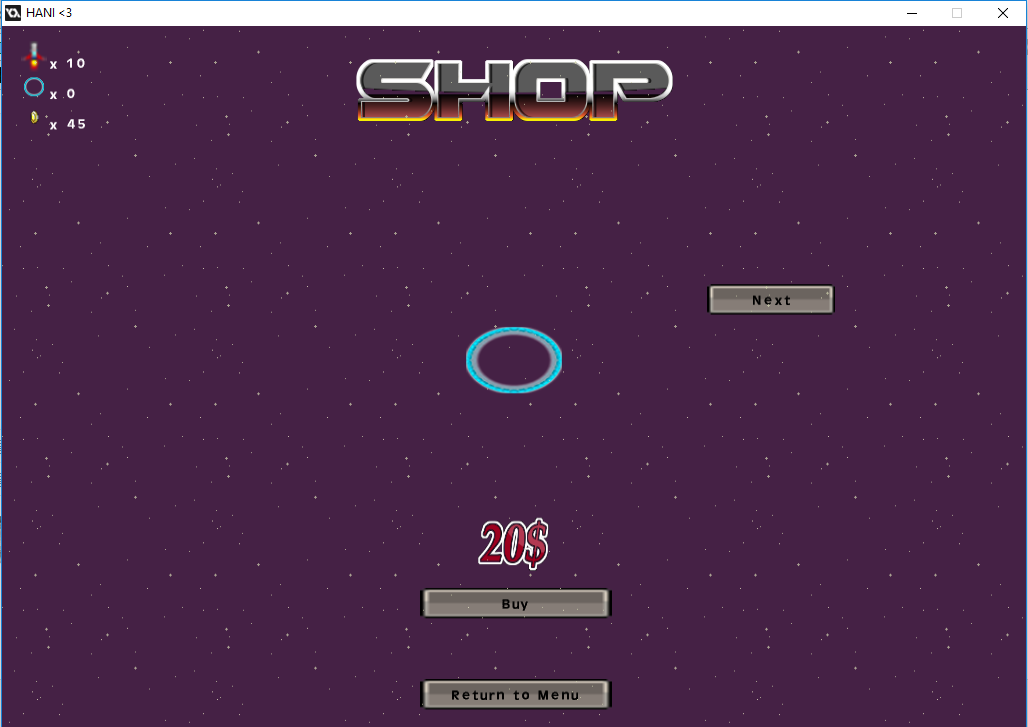 HANI <3
x 10
x 0
x 45
SHOP
Next
20$
Buy
Return to Menu